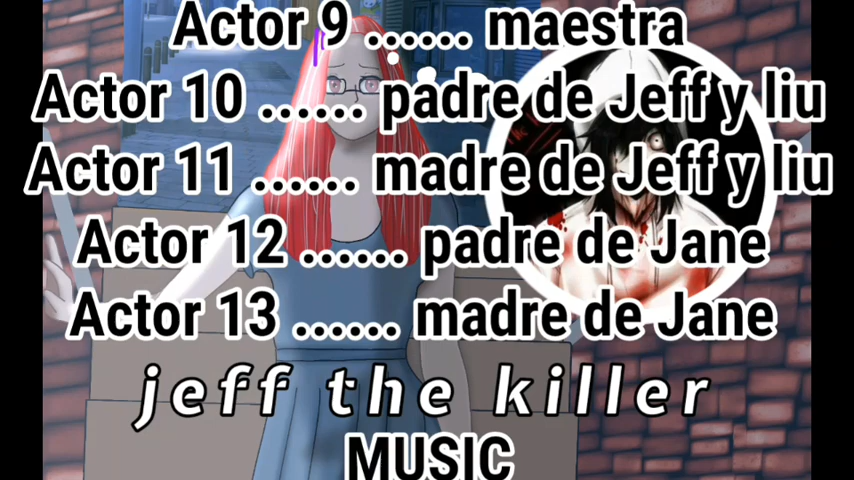 Actor 9 ...... maestra
Actor 10 ...... padre de Jeff y liu
Actor 11 ...... madre de Jeff y liu
Actor 12 ...... padre de Jane
Actor 13 ...... madre de Jane
jeff the killer
MUSIC